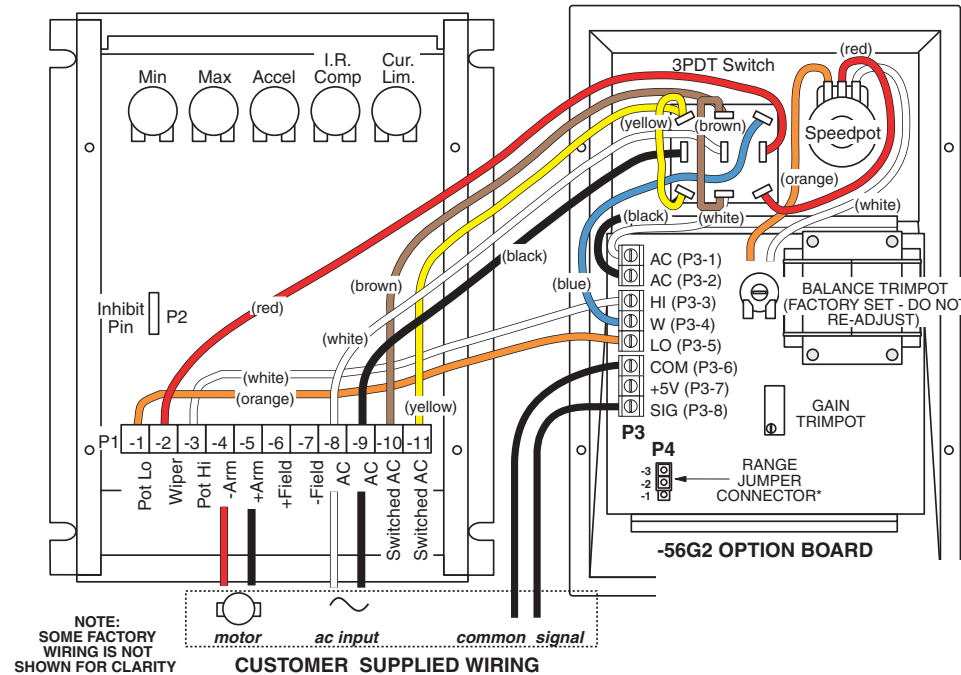 Min
Max
Accel
I.R.
Comp
Cur.
Lim.
3PDT Switch
(red)
Speedpot
(yellow)
(brown)
(orange)
(white)
(black)
(white)
(black)
(brown)
(blue)
(red)
(white)
(white)
(orange)
(yellow)
Inhibit
Pin
P2
AC (P3-1)
AC (P3-2)
HI (P3-3)
W (P3-4)
LO (P3-5)
COM (P3-6)
+5V (P3-7)
SIG (P3-8)
P3
BALANCE TRIMPOT
(FACTORY SET - DO NOT
RE-ADJUST)
GAIN
TRIMPOT
P4
-3
-2
-1
RANGE
JUMPER
CONNECTOR*
-56G2 OPTION BOARD
P1
-1 -2 -3 -4 -5 -6 -7 -8 -9 -10 -11
Pot Lo
Wiper
Pot Hi
-Arm
+Arm
+Field
-Field
AC
AC
Switched AC
Switched AC
motor
ac input
common signal
CUSTOMER SUPPLIED WIRING
NOTE:
SOME FACTORY
WIRING IS NOT
SHOWN FOR CLARITY